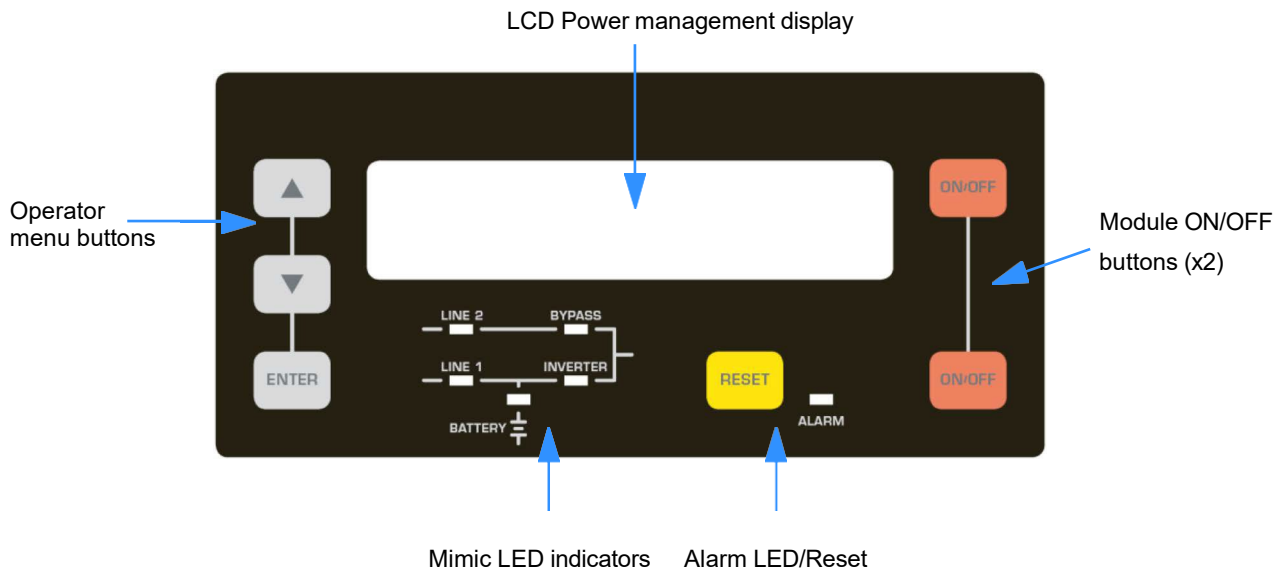 LCD Power management display
ON/OFF
Operator
menu buttons
Module ON/OFF
buttons (x2)
LINE 2 BYPASS
LINE 1 INVERTER
ENTER
RESET
ON/OFF
BATTERY
ALARM
Mimic LED indicators Alarm LED/Reset